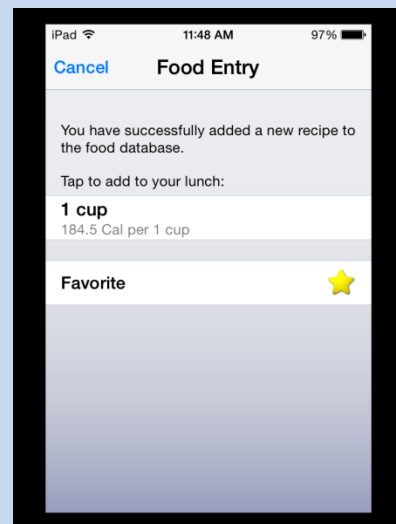 iPad 11:48 AM 97%
Cancel Food Entry
You have successfully added a new recipe to
the food database.
Tap to add to your lunch:
1 cup
184.5 Cal per 1 cup
Favorite